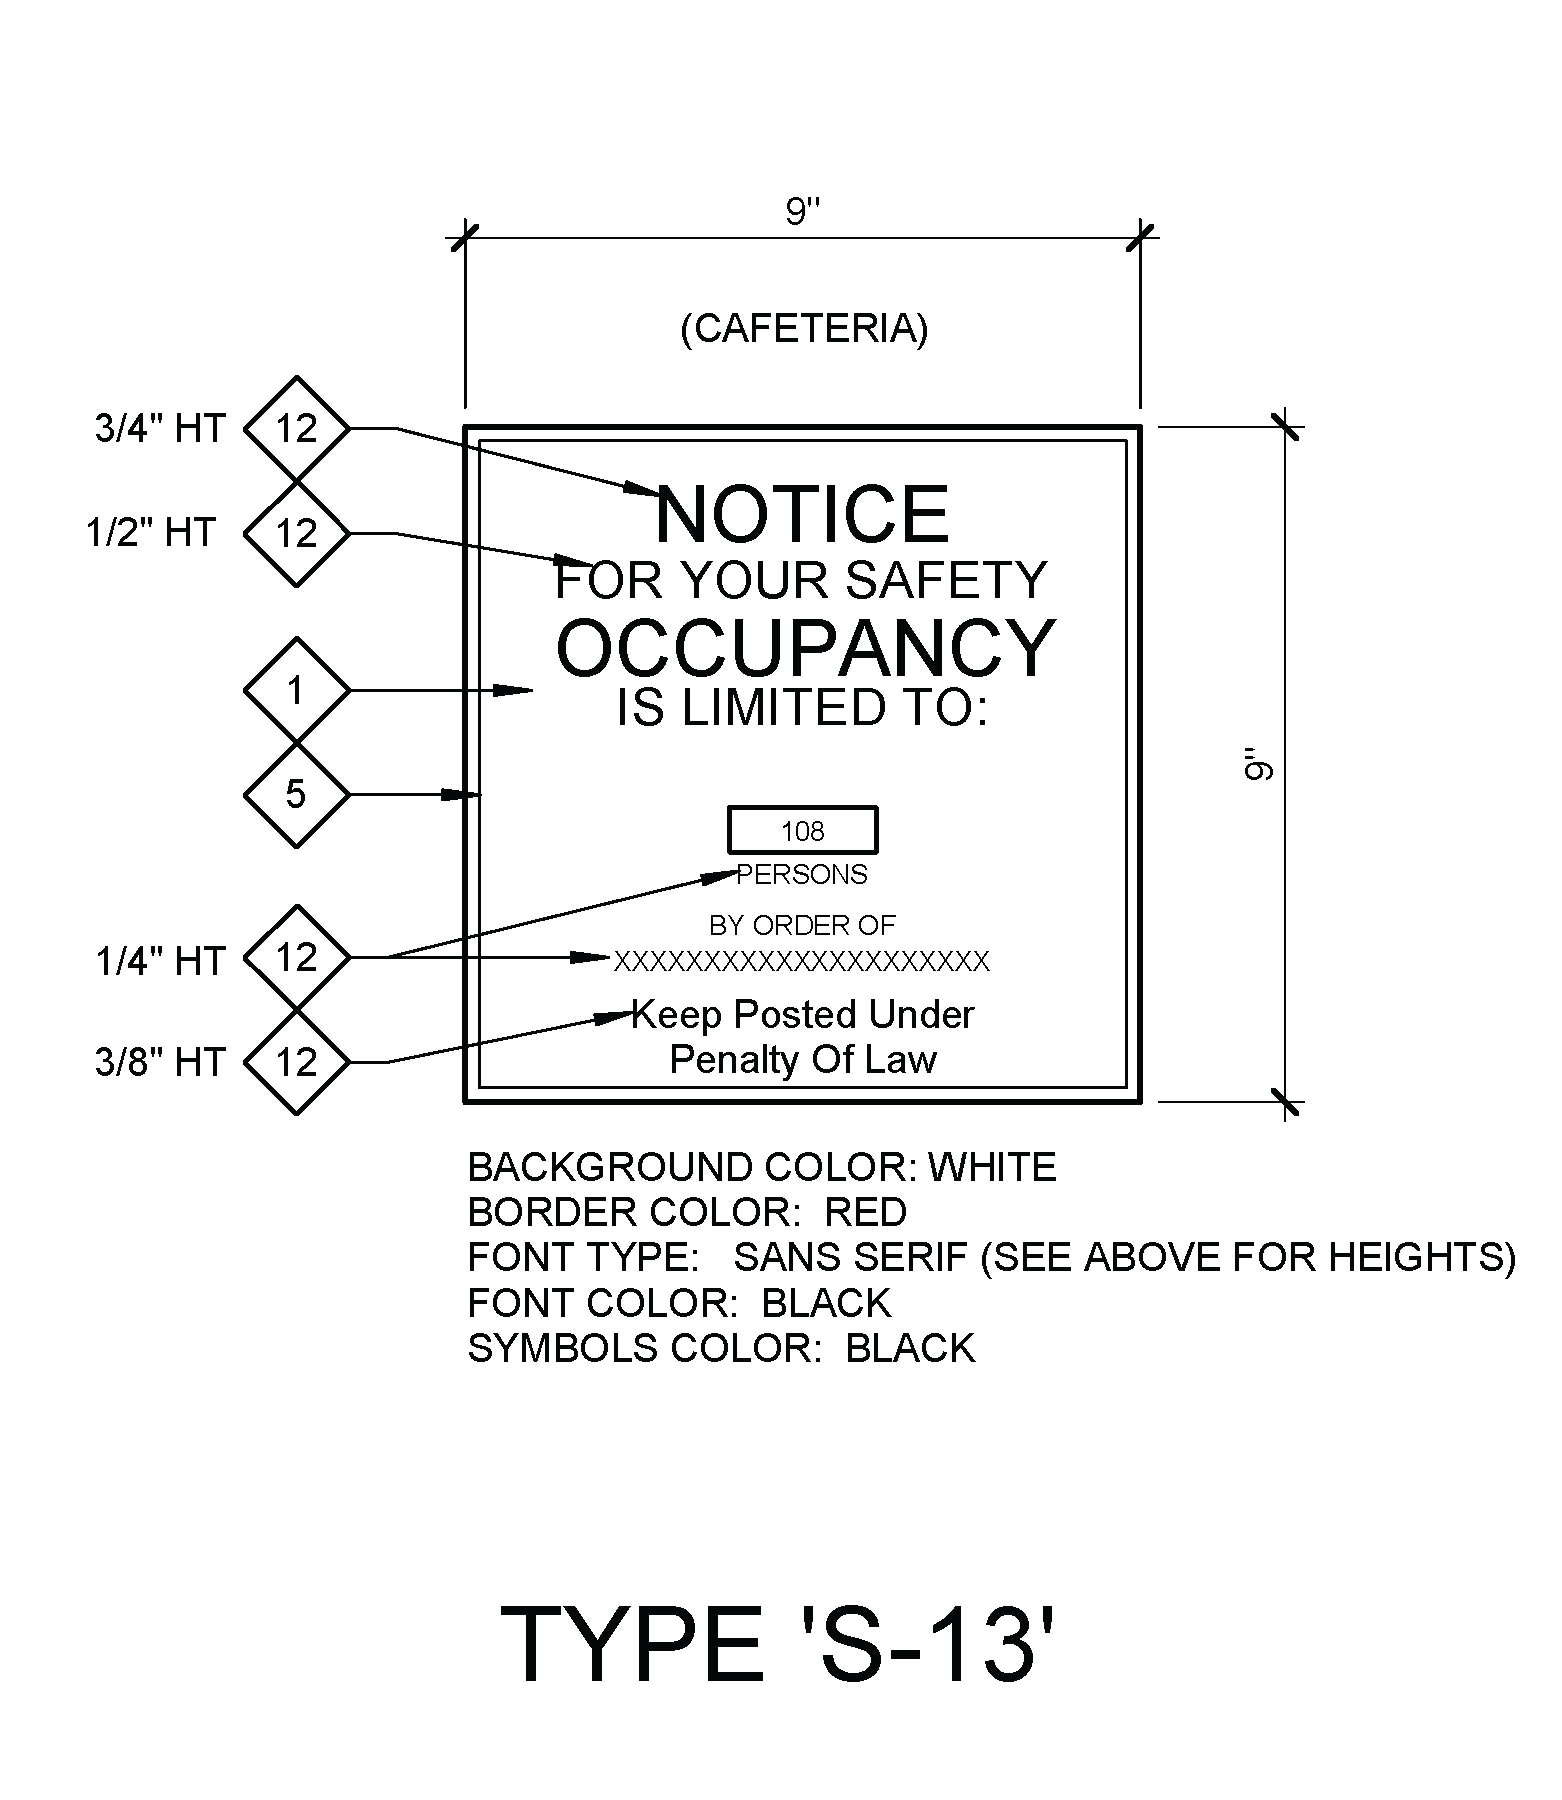 9"
(CAFETERIA)
3/4" HT 12
1/2" HT 12
1
5
1/4" HT 12
3/8" HT 12
NOTICE
FOR YOUR SAFETY
OCCUPANCY
IS LIMITED TO:
108
PERSONS
BY ORDER OF
XXXXXXXXXXXXXXXXXXXXX
Keep Posted Under
Penalty Of Law
9"
BACKGROUND COLOR: WHITE
BORDER COLOR: RED
FONT TYPE: SANS SERIF (SEE ABOVE FOR HEIGHTS)
FONT COLOR: BLACK
SYMBOLS COLOR: BLACK
TYPE 'S-13'